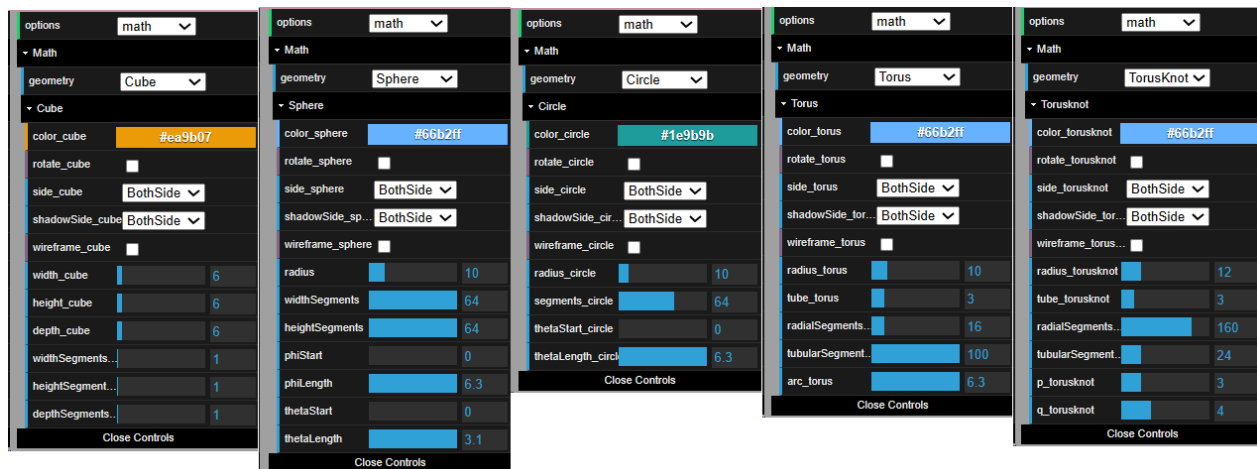 options math
Math
geometry Cube
Cube
color_cube #ea9b07
rotate_cube
side_cube BothSide
shadowSide_cube BothSide
wireframe_cube
width_cube 6
height_cube 6
depth_cube 6
widthSegments... 1
heightSegment... 1
depthSegments... 1
Close Controls
options math
Math
geometry Sphere
Sphere
color_sphere #66b2ff
rotate_sphere
side_sphere BothSide
shadowSide_sp... BothSide
wireframe_sphere
radius 10
widthSegments 64
heightSegments 64
phiStart 0
phiLength 6.3
thetaStart 0
thetaLength 3.1
Close Controls
options math
Math
geometry Circle
Circle
color_circle #1e9b9b
rotate_circle
side_circle BothSide
shadowSide_cir... BothSide
wireframe_circle
radius_circle 10
segments_circle 64
thetaStart_circle 0
thetaLength_circl 6.3
Close Controls
options math
Math
geometry Torus
Torus
color_torus #66b2ff
rotate_torus
side_torus BothSide
shadowSide_tor... BothSide
wireframe_torus
radius_torus 10
tube_torus 3
radialSegments... 16
tubularSegment... 100
arc_torus 6.3
Close Controls
options math
Math
geometry TorusKnot
Torusknot
color_torusknot #66b2ff
rotate_torusknot
side_torusknot BothSide
shadowSide_tor... BothSide
wireframe_torus...
radius_torusknot 12
tube_torusknot 3
radialSegments... 160
tubularSegment... 24
p_torusknot 3
q_torusknot 4
Close Controls